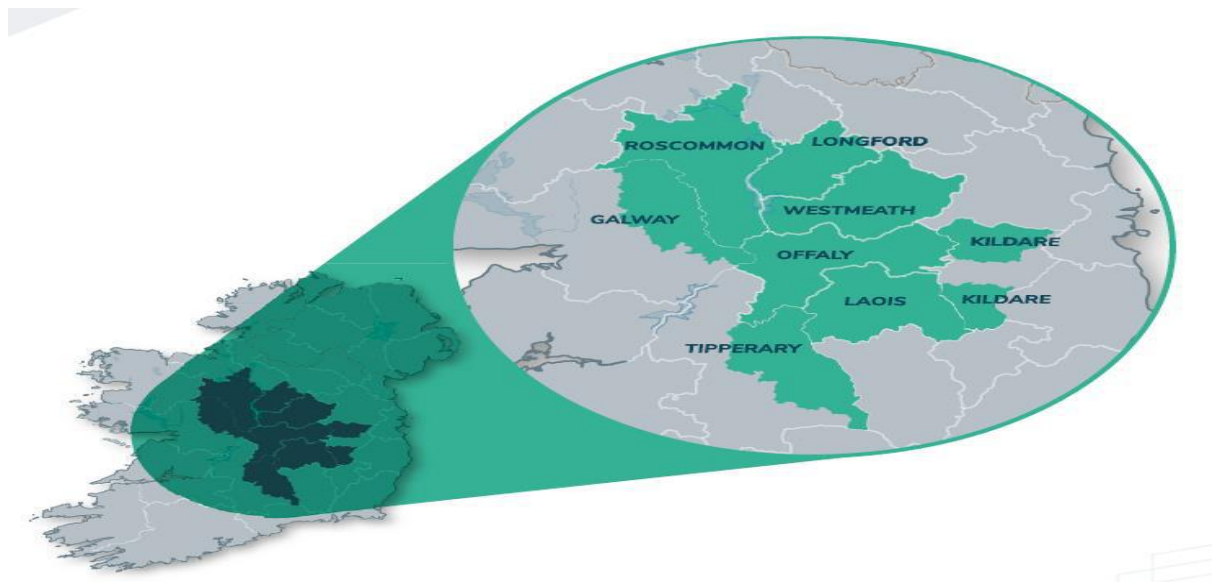 ROSCOMMON
LONGFORD
GALWAY
WESTMEATH
KILDARE
OFFALY
LAOIS
KILDARE
TIPPERARY